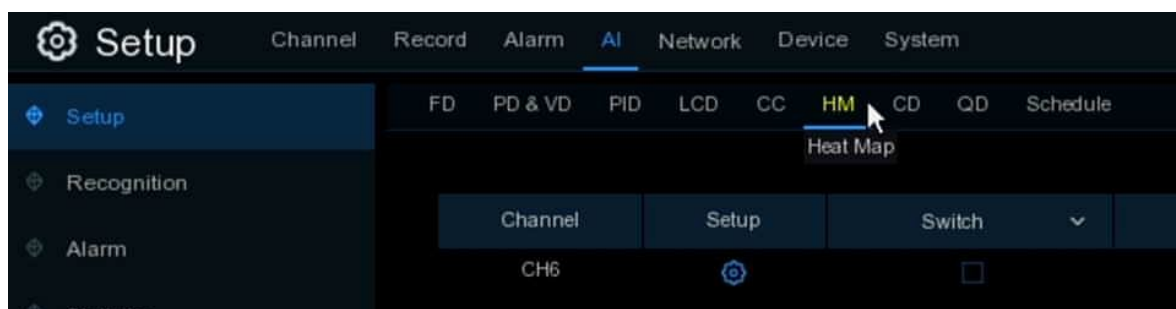 Setup Channel Record Alarm AI Network Device System
Setup FD PD & VD PID LCD CC HM CD QD Schedule
Heat Map
Recognition
Channel Setup Switch
Alarm
CH6